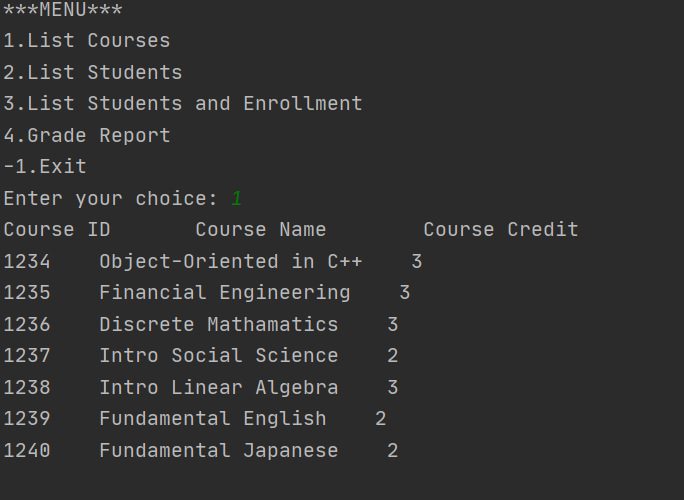 ***MENU***
1.List Courses
2.List Students
3.List Students and Enrollment
4.Grade Report
-1.Exit
Enter your choice: 1
Course ID       Course Name        Course Credit
1234    Object-Oriented in C++    3
1235    Financial Engineering    3
1236    Discrete Mathamatics    3
1237    Intro Social Science    2
1238    Intro Linear Algebra    3
1239    Fundamental English    2
1240    Fundamental Japanese    2